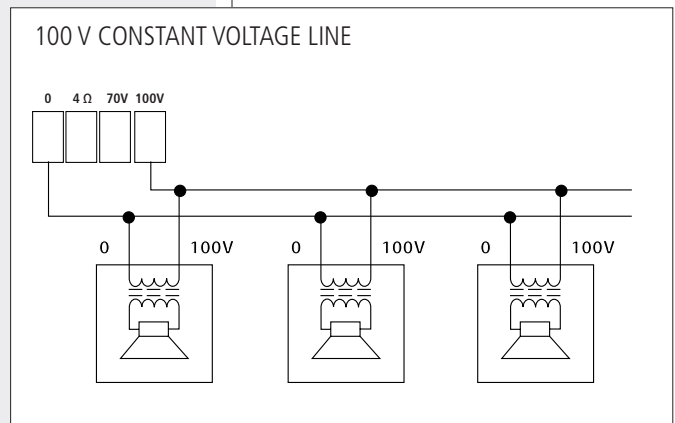 100 V CONSTANT VOLTAGE LINE
0 4 Ω 70V 100V
0 100V 0 100V 0 100V